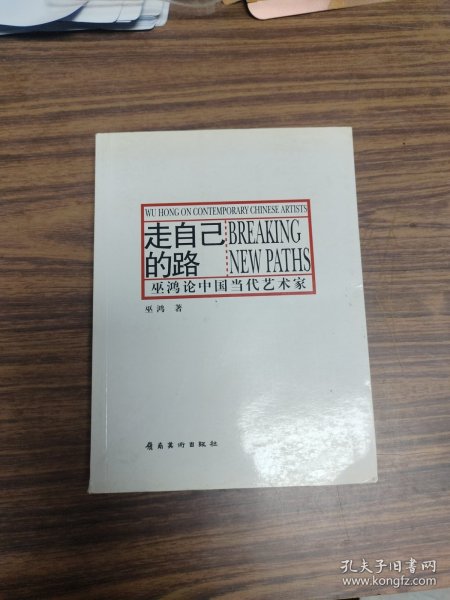 WU HONG ON CONTEMPORARY CHINESE ARTISTS
走自己
的路
BREAKING
NEW PATHS
巫鸿论中国当代艺术家
巫鸿 著
岭南美术出版社
孔夫子旧书网
www.kongfz.com